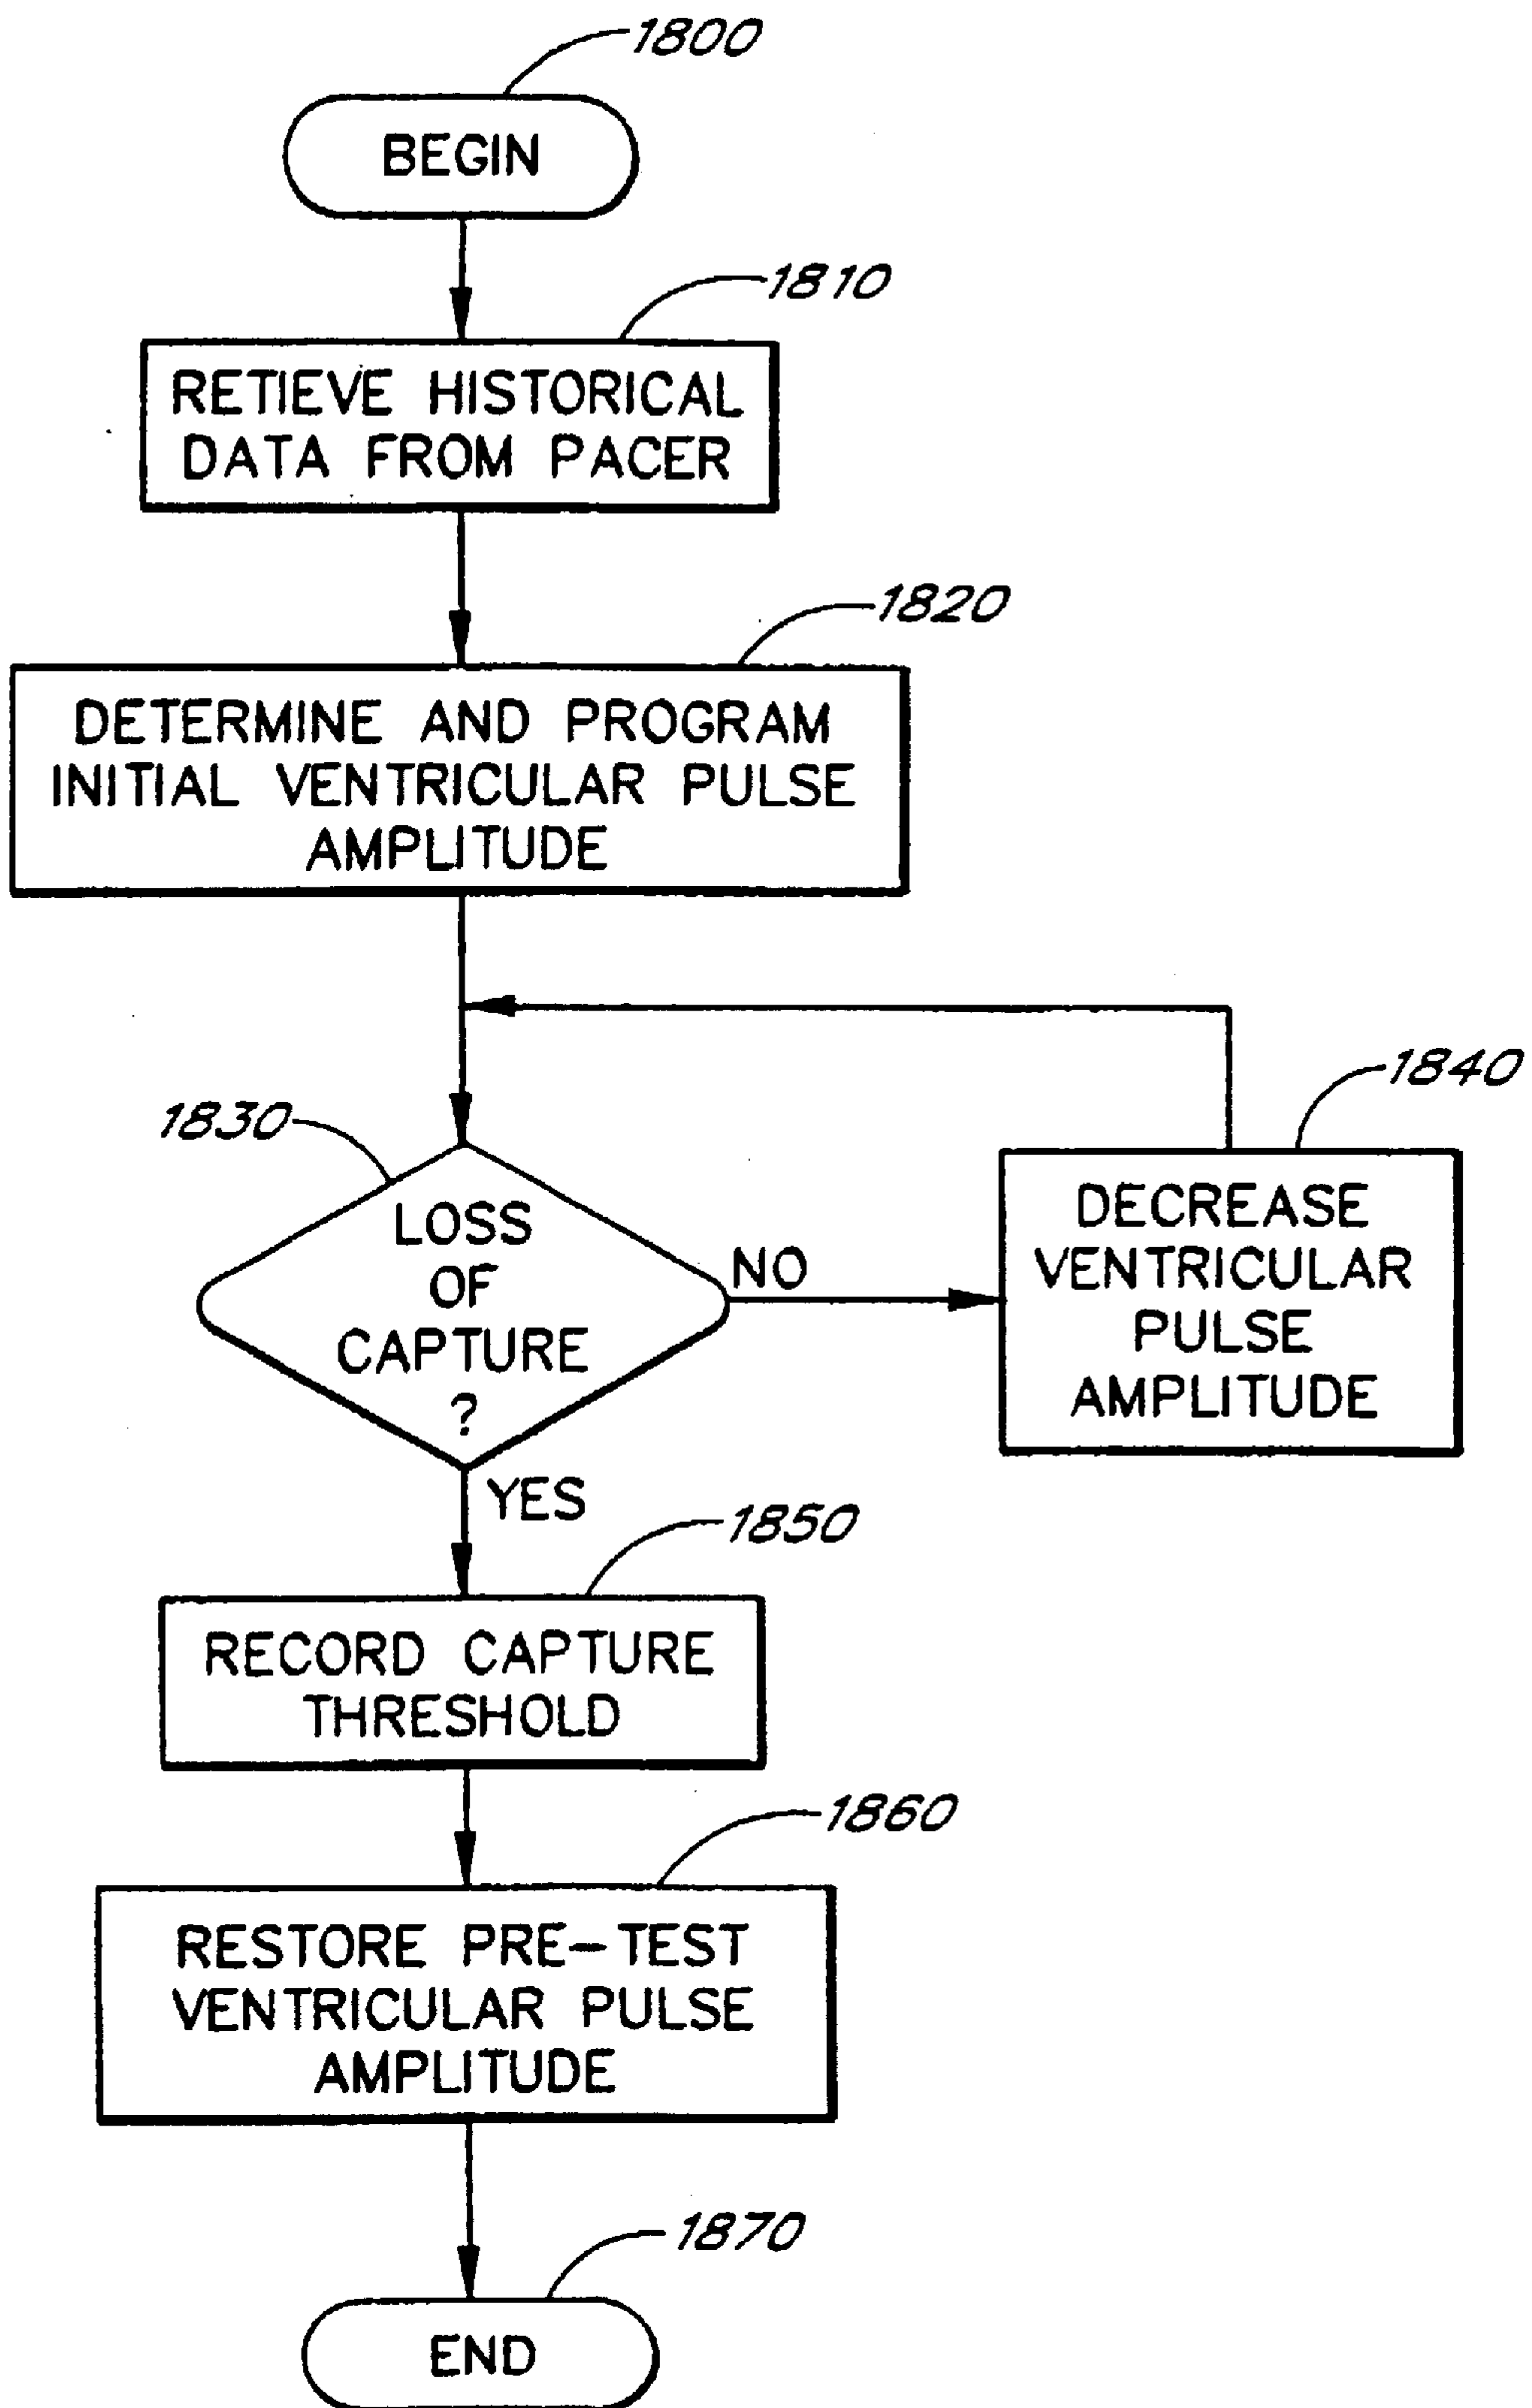 1800
BEGIN
1810
RETIEVE HISTORICAL
DATA FROM PACER
1820
DETERMINE AND PROGRAM
INITIAL VENTRICULAR PULSE
AMPLITUDE
1830
LOSS
OF
CAPTURE
?
NO
1840
DECREASE
VENTRICULAR
PULSE
AMPLITUDE
YES
1850
RECORD CAPTURE
THRESHOLD
1860
RESTORE PRE-TEST
VENTRICULAR PULSE
AMPLITUDE
1870
END